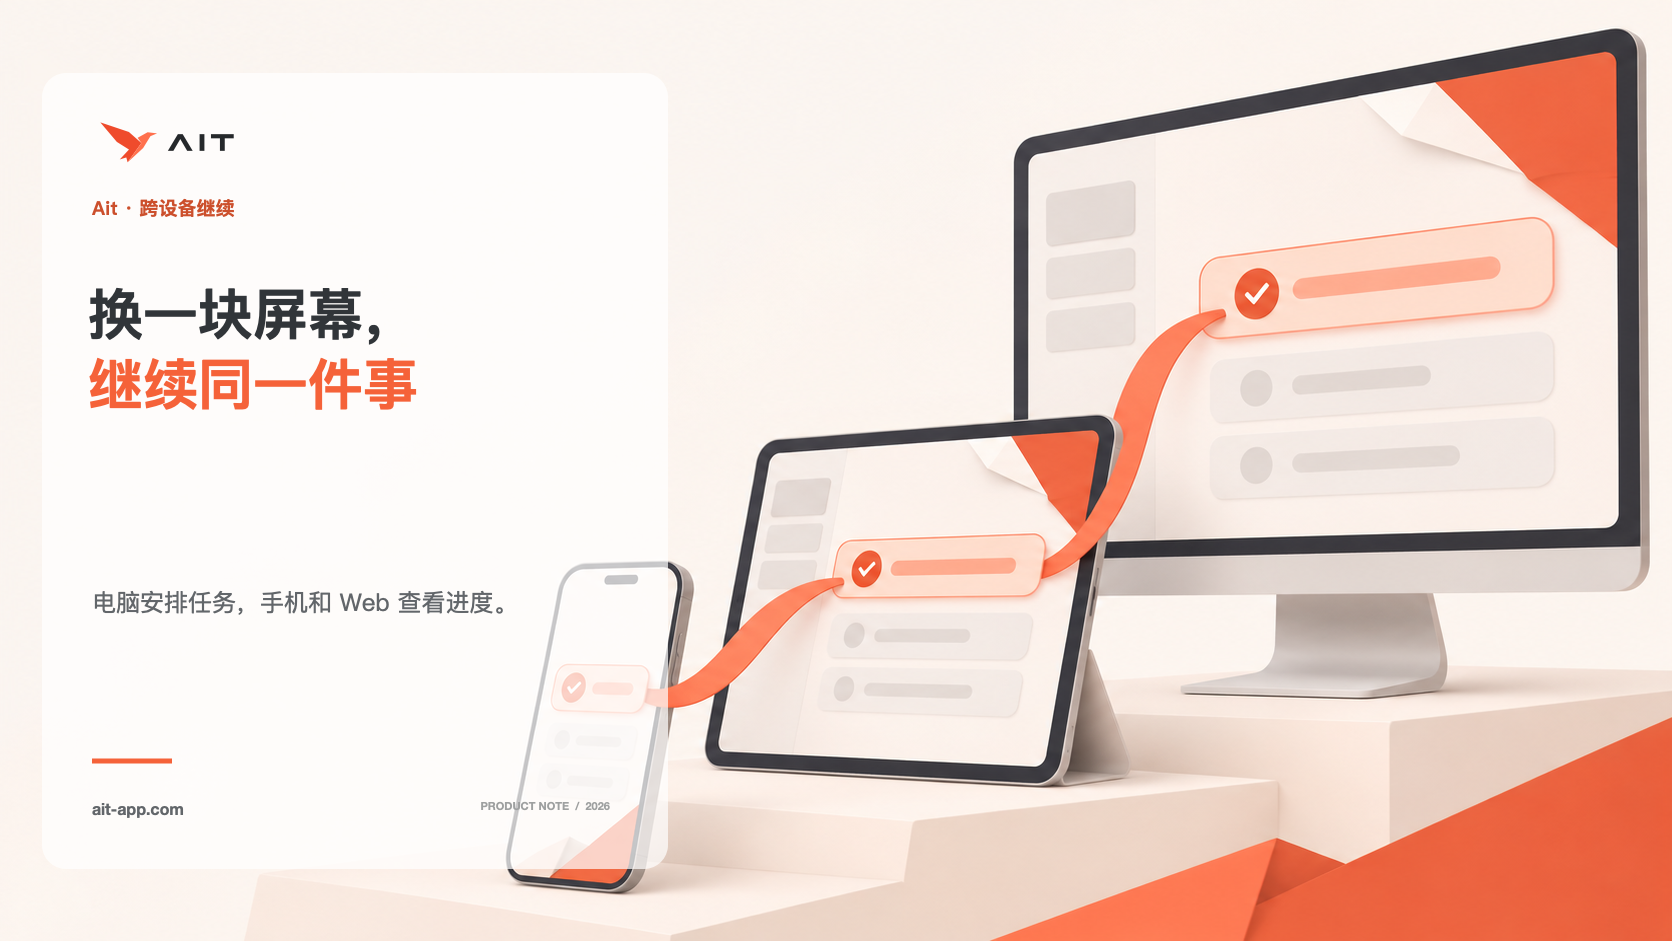 AIT
Ait · 跨设备继续
换一块屏幕，
继续同一件事
电脑安排任务，手机和 Web 查看进度。
ait-app.com
PRODUCT NOTE / 2026